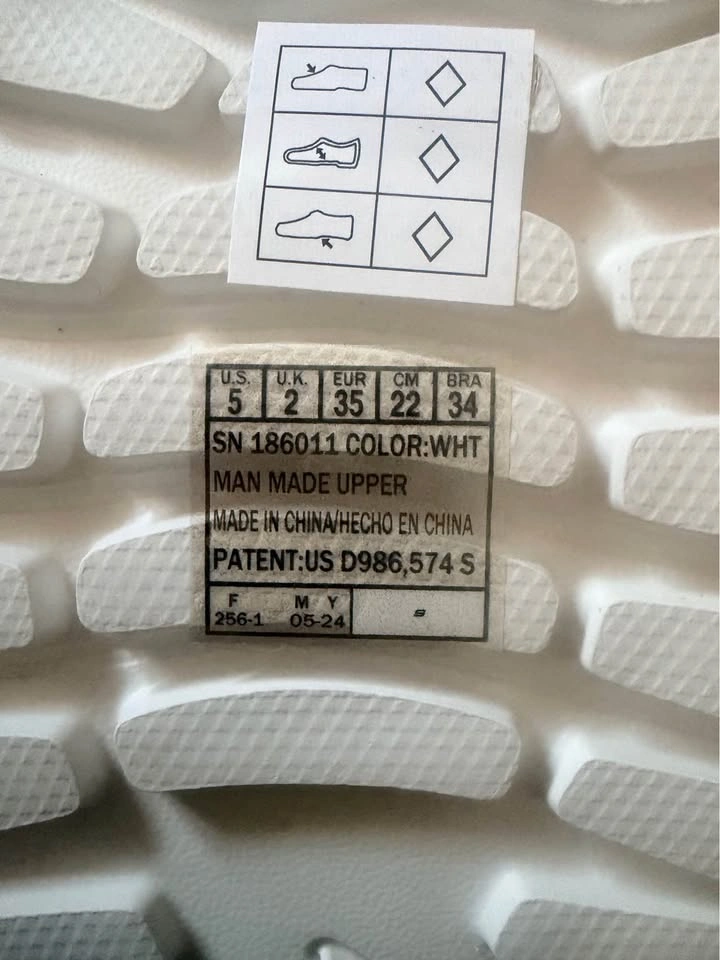 U.S. U.K. EUR CM BRA
5 2 35 22 34
SN 186011 COLOR:WHT
MAN MADE UPPER
MADE IN CHINA/HECHO EN CHINA
PATENT:US D986,574 S
F M Y
256-1 05-24